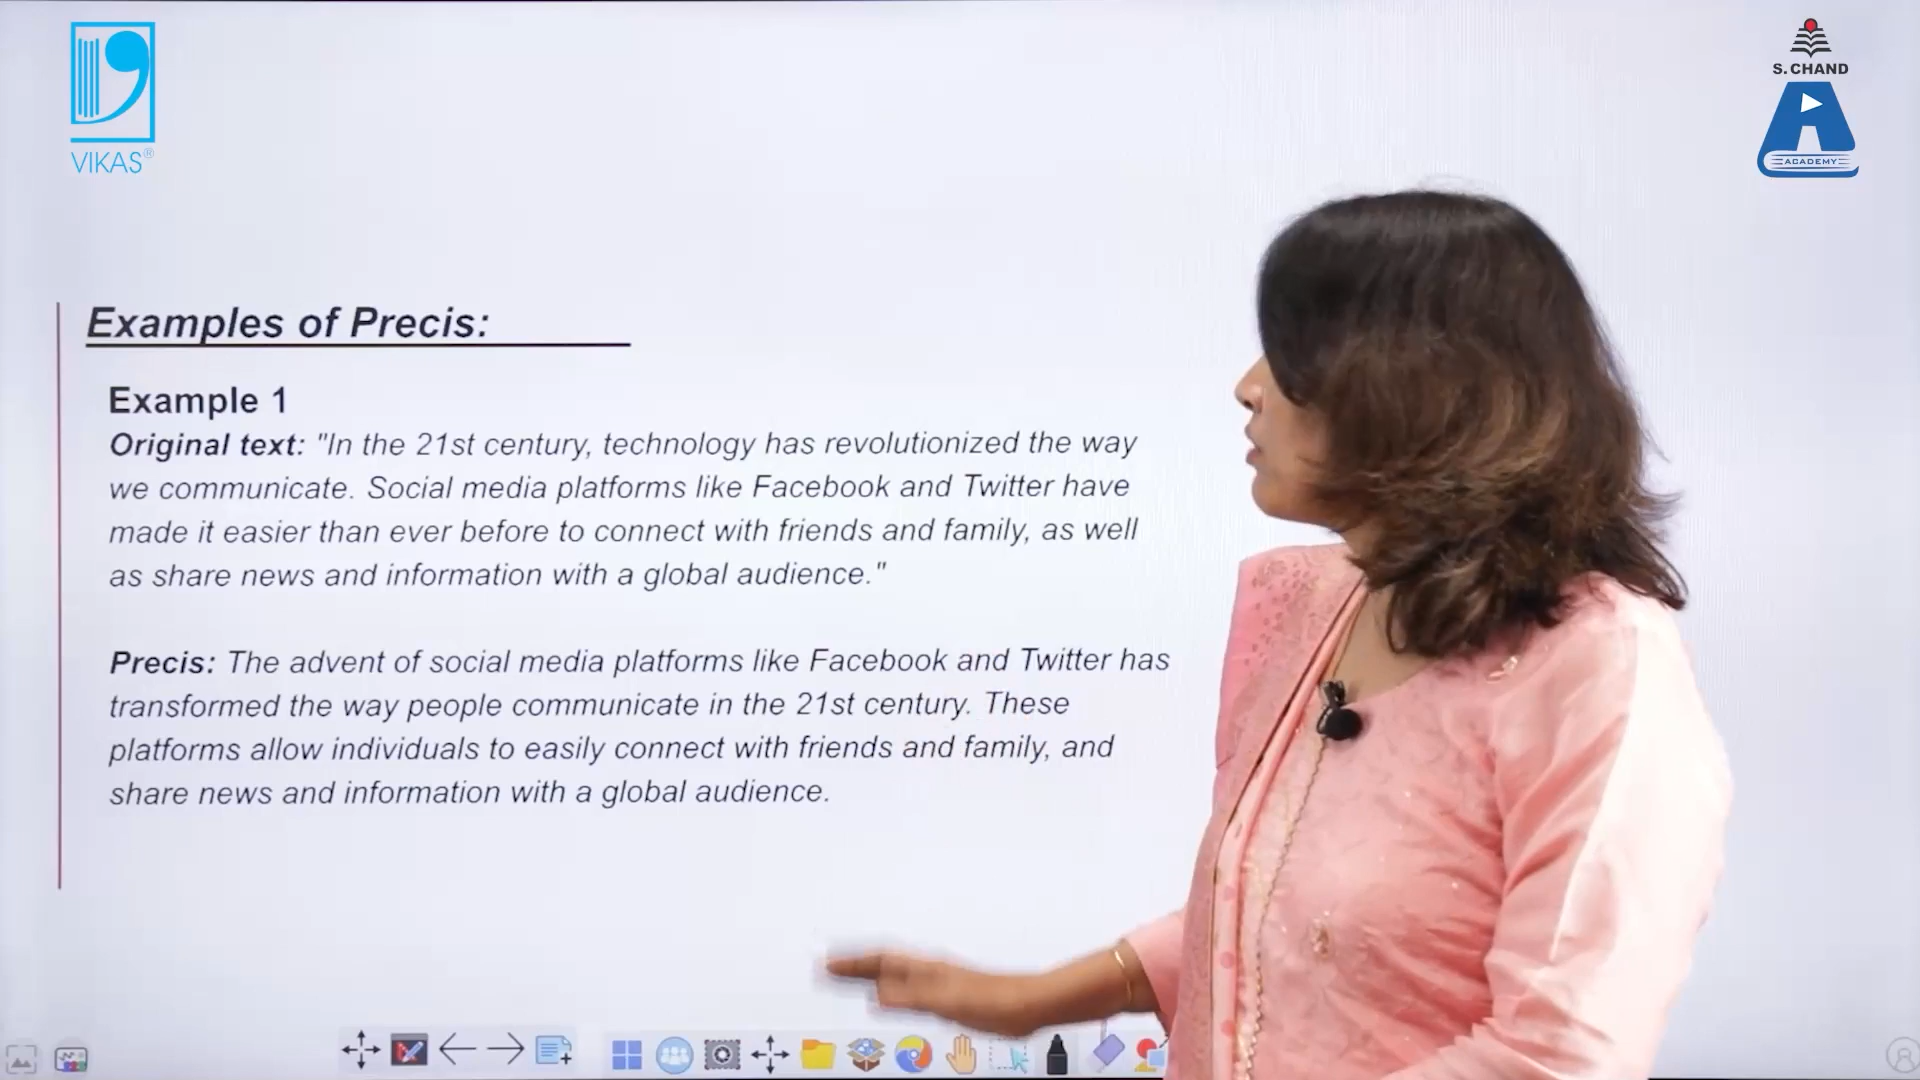 VIKAS®
S. CHAND
ACADEMY
Examples of Precis:
Example 1
Original text: "In the 21st century, technology has revolutionized the way
we communicate. Social media platforms like Facebook and Twitter have
made it easier than ever before to connect with friends and family, as well
as share news and information with a global audience."
Precis: The advent of social media platforms like Facebook and Twitter has
transformed the way people communicate in the 21st century. These
platforms allow individuals to easily connect with friends and family, and
share news and information with a global audience.